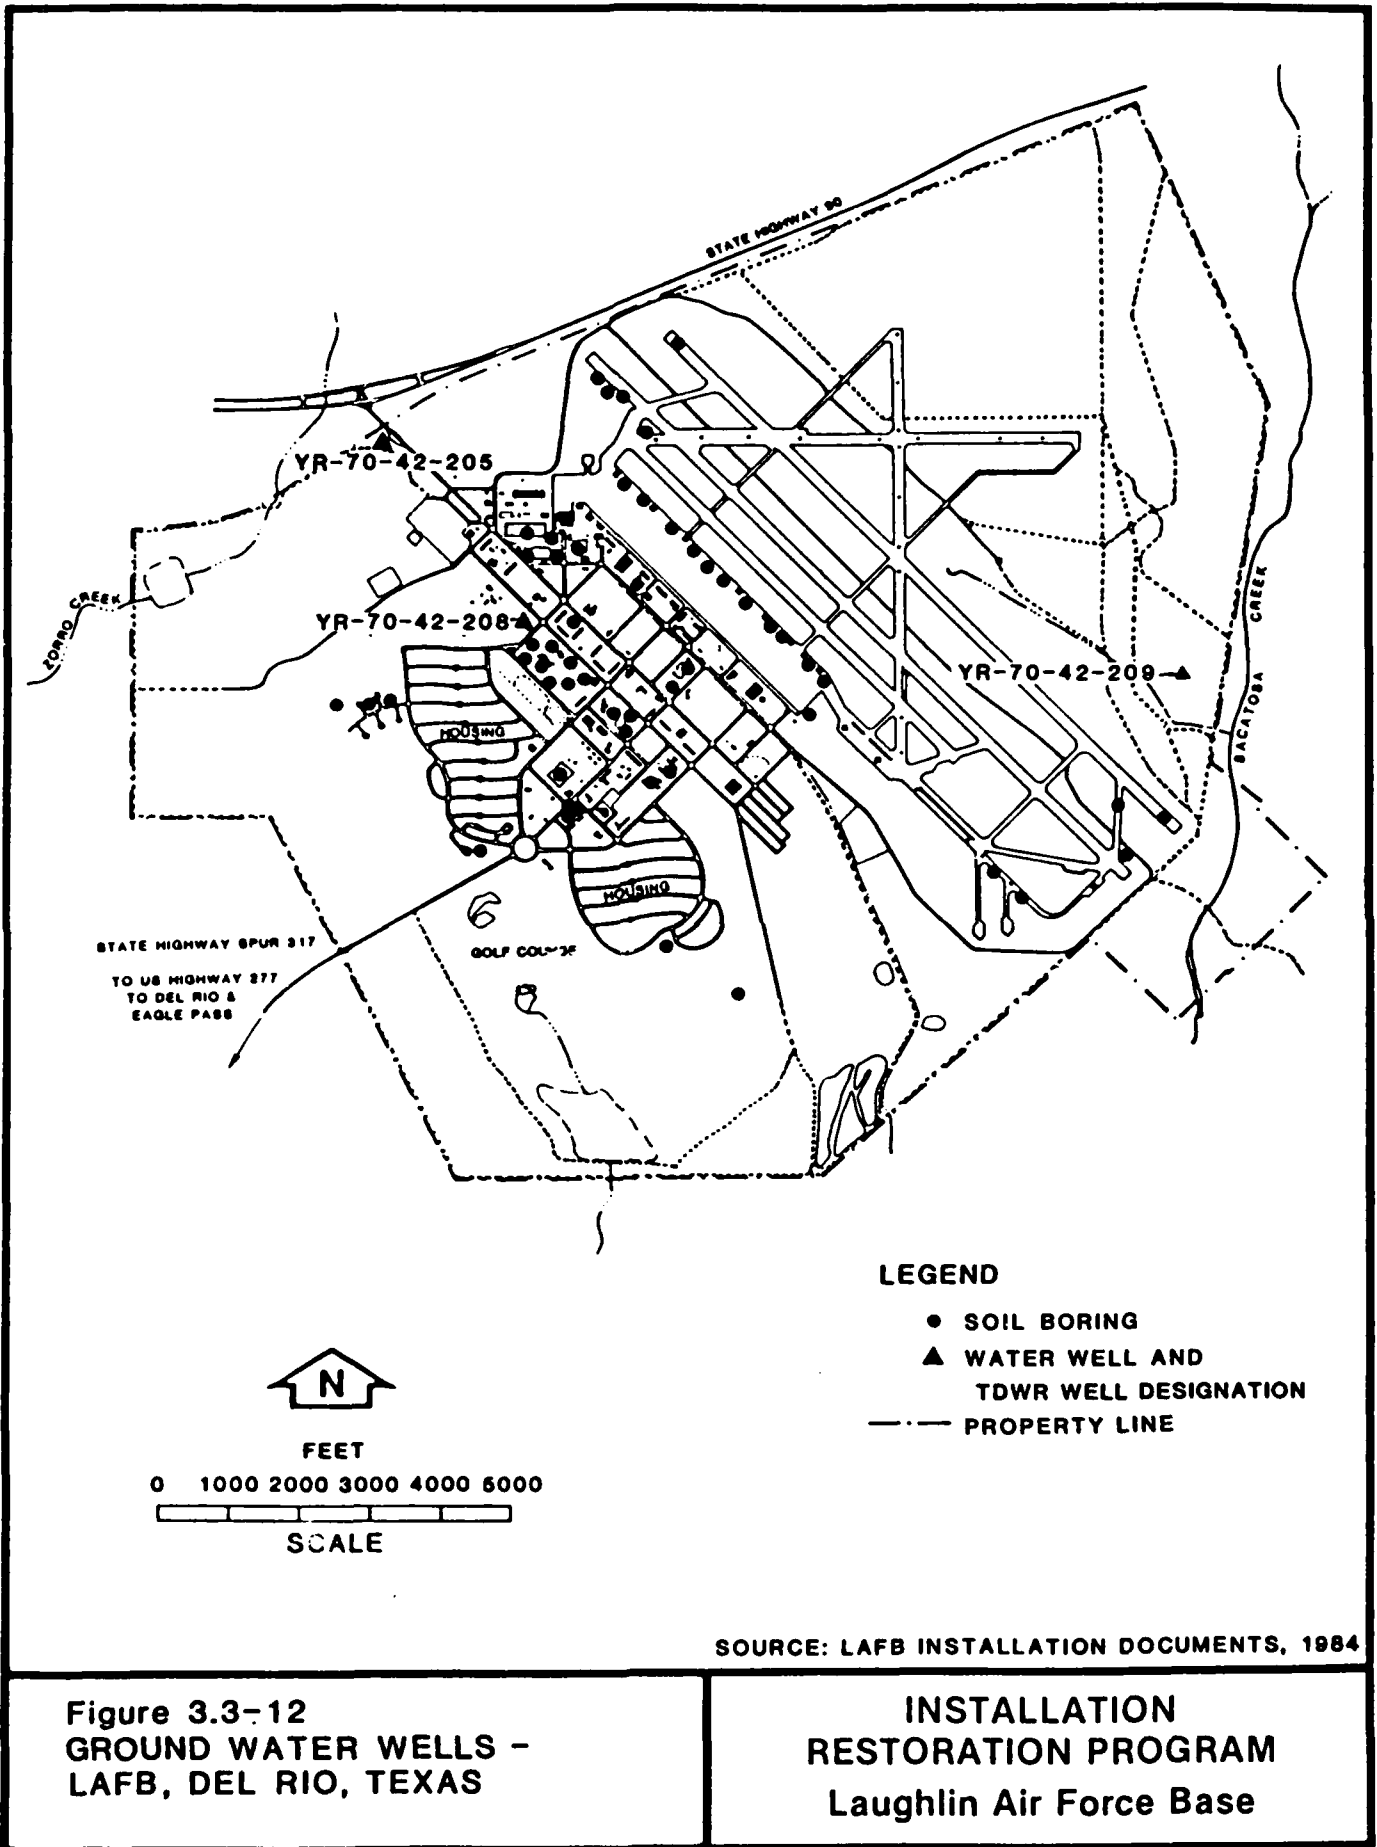 STATE HIGHWAY 90
YR-70-42-205
ZORRO CREEK
YR-70-42-208
YR-70-42-209
BACATOSA CREEK
HOUSING
HOUSING
STATE HIGHWAY SPUR 317
TO US HIGHWAY 277
TO DEL RIO &
EAGLE PASS
GOLF COURSE
LEGEND
SOIL BORING
WATER WELL AND
TDWR WELL DESIGNATION
PROPERTY LINE
N
FEET
0 1000 2000 3000 4000 5000
SCALE
SOURCE: LAFB INSTALLATION DOCUMENTS, 1984
Figure 3.3-12
GROUND WATER WELLS -
LAFB, DEL RIO, TEXAS
INSTALLATION
RESTORATION PROGRAM
Laughlin Air Force Base